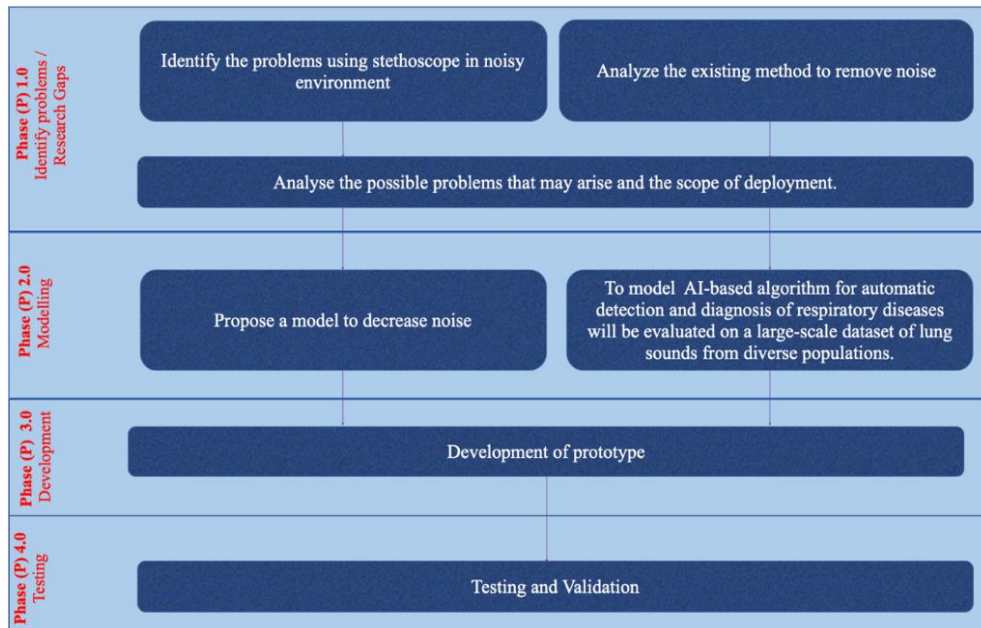 Phase (P) 1.0
Identify problems /
Research Gaps
Identify the problems using stethoscope in noisy
environment
Analyze the existing method to remove noise
Analyse the possible problems that may arise and the scope of deployment.
Phase (P) 2.0
Modelling
Propose a model to decrease noise
To model AI-based algorithm for automatic
detection and diagnosis of respiratory diseases
will be evaluated on a large-scale dataset of lung
sounds from diverse populations.
Phase (P) 3.0
Development
Development of prototype
Phase (P) 4.0
Testing
Testing and Validation